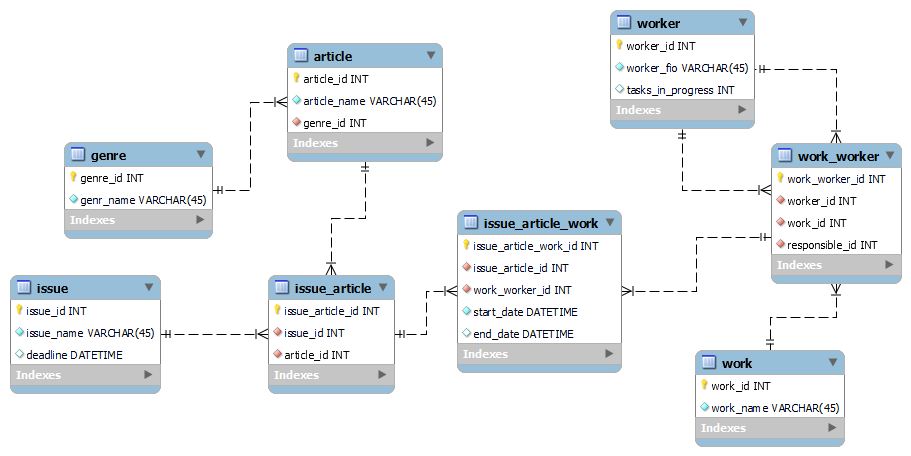 worker
worker_id INT
worker_fio VARCHAR(45)
tasks_in_progress INT
Indexes
article
article_id INT
article_name VARCHAR(45)
genre_id INT
Indexes
genre
genre_id INT
genr_name VARCHAR(45)
Indexes
work_worker
work_worker_id INT
worker_id INT
work_id INT
responsible_id INT
Indexes
issue_article_work
issue_article_work_id INT
issue_article_id INT
work_worker_id INT
start_date DATETIME
end_date DATETIME
Indexes
issue
issue_id INT
issue_name VARCHAR(45)
deadline DATETIME
Indexes
issue_article
issue_article_id INT
issue_id INT
article_id INT
Indexes
work
work_id INT
work_name VARCHAR(45)
Indexes